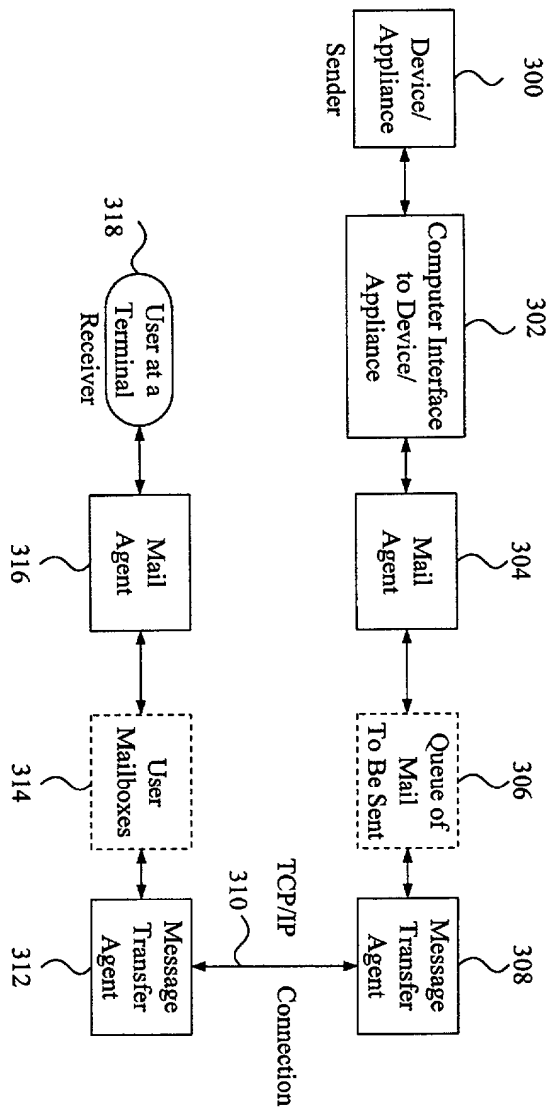 300
Device/
Appliance
Sender
302
Computer Interface
to Device/
Appliance
304
Mail
Agent
306
Queue of
Mail
To Be Sent
308
Message
Transfer
Agent
TCP/IP
310
Connection
318
User at a
Terminal
Receiver
Mail
Agent
316
User
Mailboxes
314
Message
Transfer
Agent
312